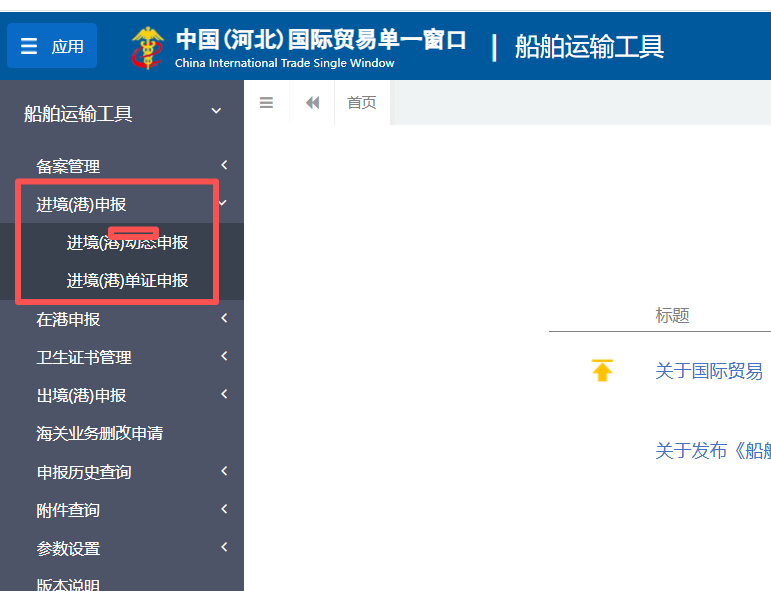 应用
中国(河北)国际贸易单一窗口
China International Trade Single Window
| 船舶运输工具
船舶运输工具
首页
备案管理
进境(港)申报
进境(港)动态申报
进境(港)单证申报
在港申报
卫生证书管理
出境(港)申报
海关业务删改申请
申报历史查询
附件查询
参数设置
版本说明
标题
关于国际贸易
关于发布《船舶